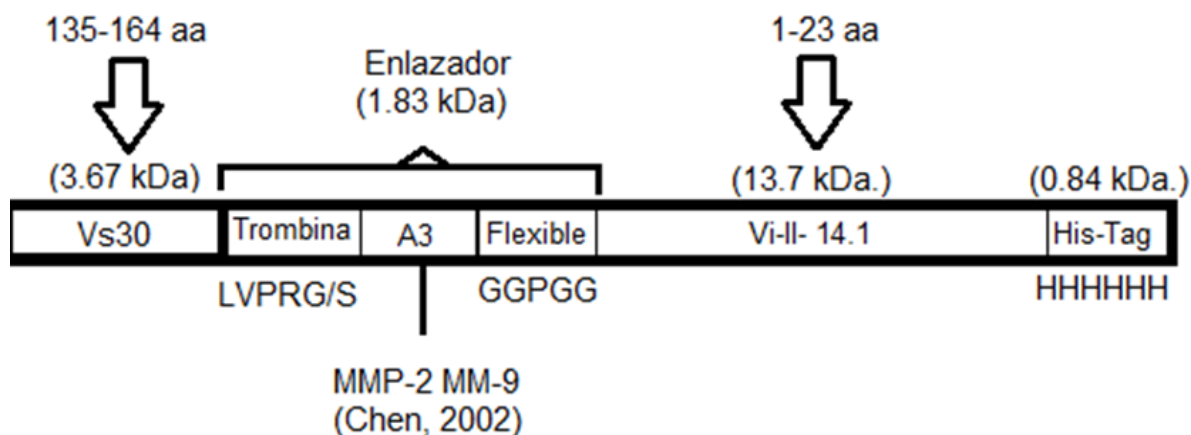 135-164 aa
1-23 aa
Enlazador
(1.83 kDa)
(3.67 kDa)
(13.7 kDa.)
(0.84 kDa.)
Vs30
Trombina
A3
Flexible
Vi-II- 14.1
His-Tag
LVPRG/S
GGPGG
HHHHHH
MMP-2 MM-9
(Chen, 2002)